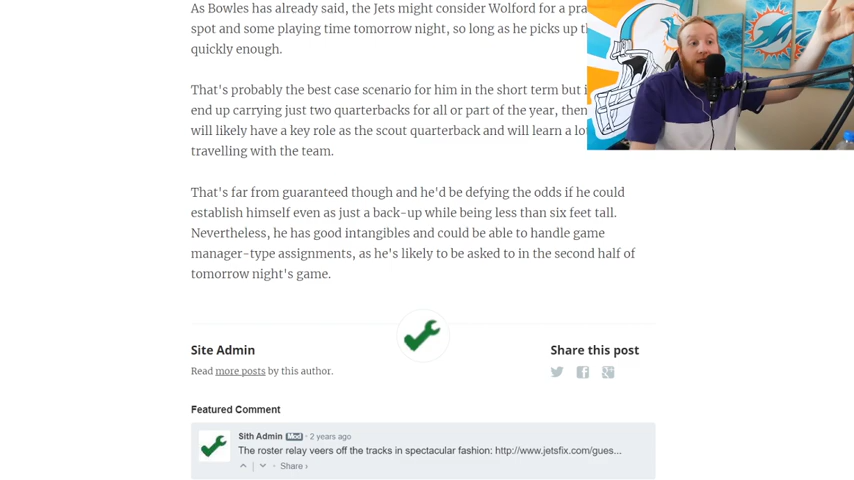 As Bowles has already said, the Jets might consider Wolford for a pra
spot and some playing time tomorrow night, so long as he picks up t
quickly enough.
That's probably the best case scenario for him in the short term but i
end up carrying just two quarterbacks for all or part of the year, then
will likely have a key role as the scout quarterback and will learn a lo
travelling with the team.
That's far from guaranteed though and he'd be defying the odds if he could
establish himself even as just a back-up while being less than six feet tall.
Nevertheless, he has good intangibles and could be able to handle game
manager-type assignments, as he's likely to be asked to in the second half of
tomorrow night's game.
Site Admin
Read more posts by this author.
Share this post
Featured Comment
Sith Admin Mod · 2 years ago
The roster relay veers off the tracks in spectacular fashion: http://www.jetsfix.com/gues...
Share ›